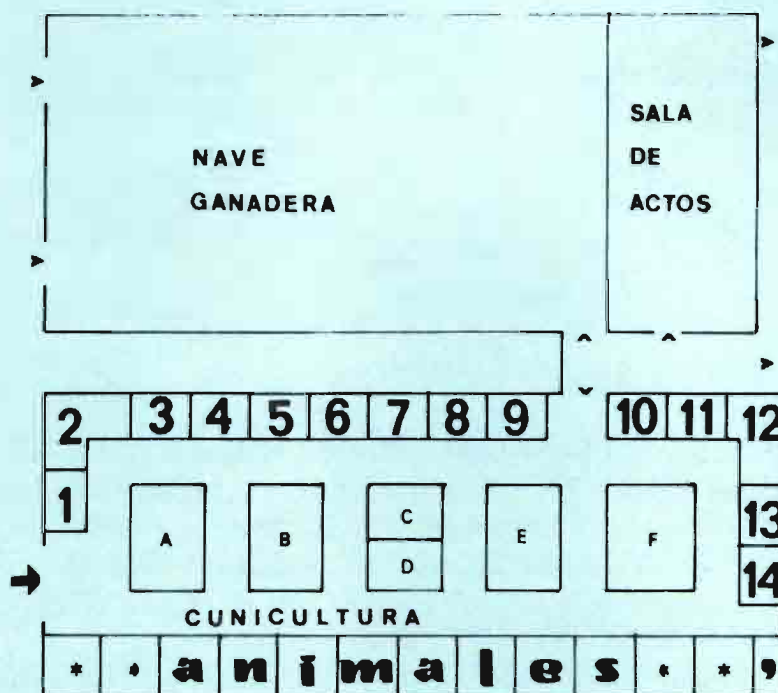 NAVE
GANADERA
SALA
DE
ACTOS
2 3 4 5 6 7 8 9 10 11 12
1 13
A B C E F
D 14
CUNICULTURA
* * animales * * *